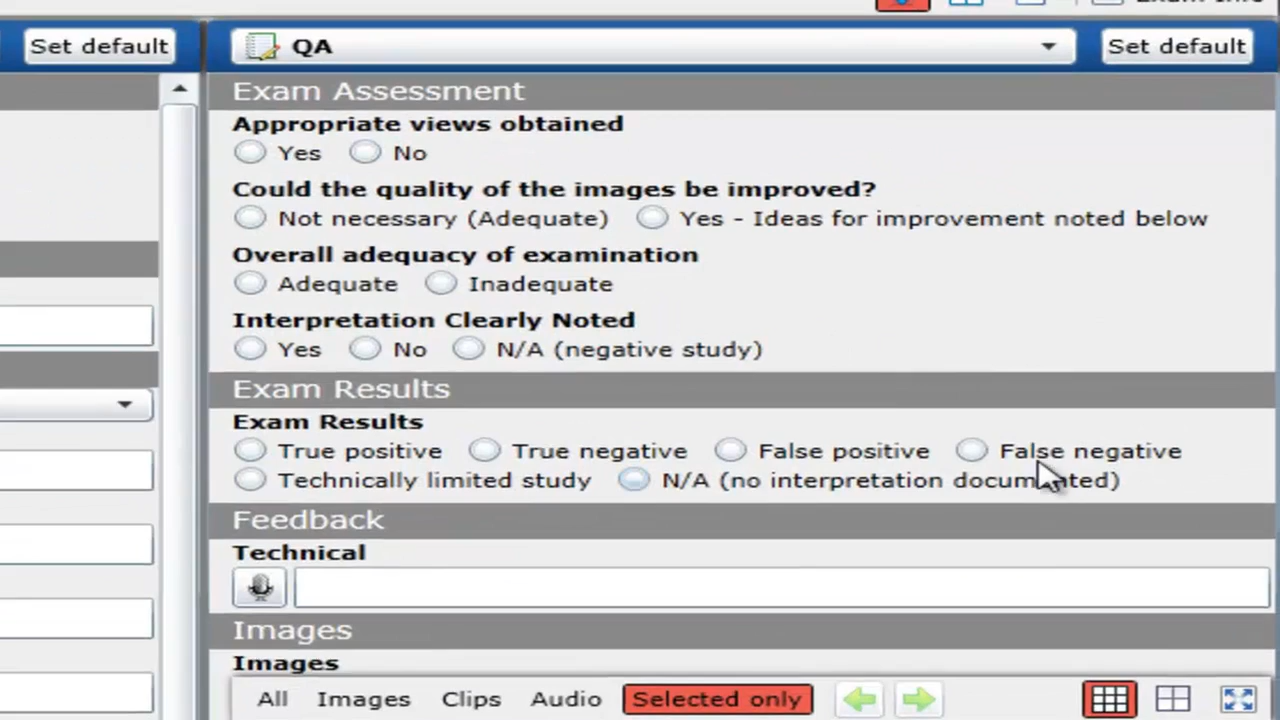 Set default
QA
Set default
Exam Assessment
Appropriate views obtained
Yes No
Could the quality of the images be improved?
Not necessary (Adequate) Yes - Ideas for improvement noted below
Overall adequacy of examination
Adequate Inadequate
Interpretation Clearly Noted
Yes No N/A (negative study)
Exam Results
Exam Results
True positive True negative False positive False negative
Technically limited study N/A (no interpretation documented)
Feedback
Technical
Images
Images
All Images Clips Audio Selected only